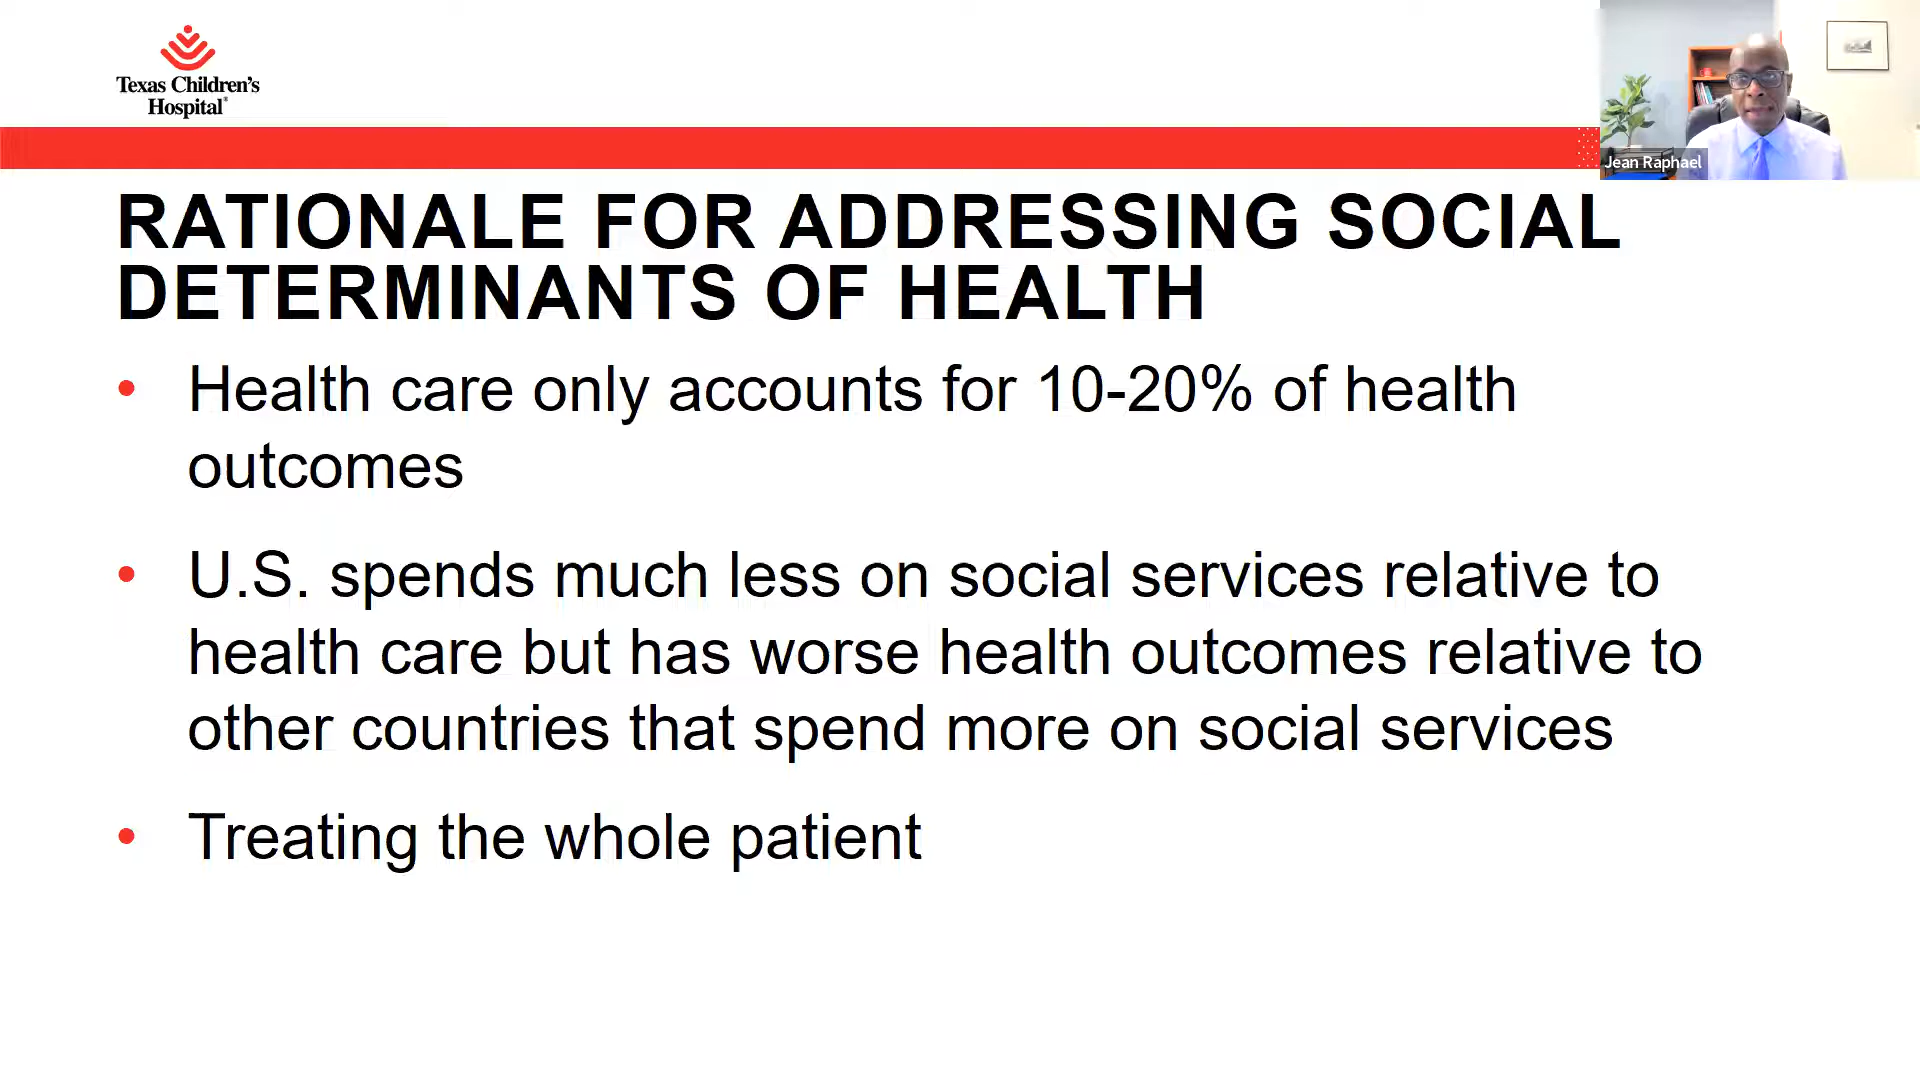 Texas Children's
Hospital®
Jean Raphael
RATIONALE FOR ADDRESSING SOCIAL
DETERMINANTS OF HEALTH
• Health care only accounts for 10-20% of health
outcomes
• U.S. spends much less on social services relative to
health care but has worse health outcomes relative to
other countries that spend more on social services
• Treating the whole patient